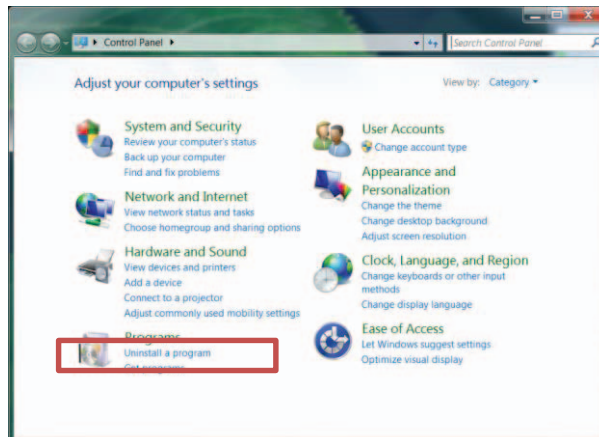 Control Panel
Search Control Panel
Adjust your computer's settings
View by: Category
System and Security
Review your computer's status
Back up your computer
Find and fix problems
Network and Internet
View network status and tasks
Choose homegroup and sharing options
Hardware and Sound
View devices and printers
Add a device
Connect to a projector
Adjust commonly used mobility settings
Programs
Uninstall a program
Get programs
User Accounts
Change account type
Appearance and
Personalization
Change the theme
Change desktop background
Adjust screen resolution
Clock, Language, and Region
Change keyboards or other input
methods
Change display language
Ease of Access
Let Windows suggest settings
Optimize visual display